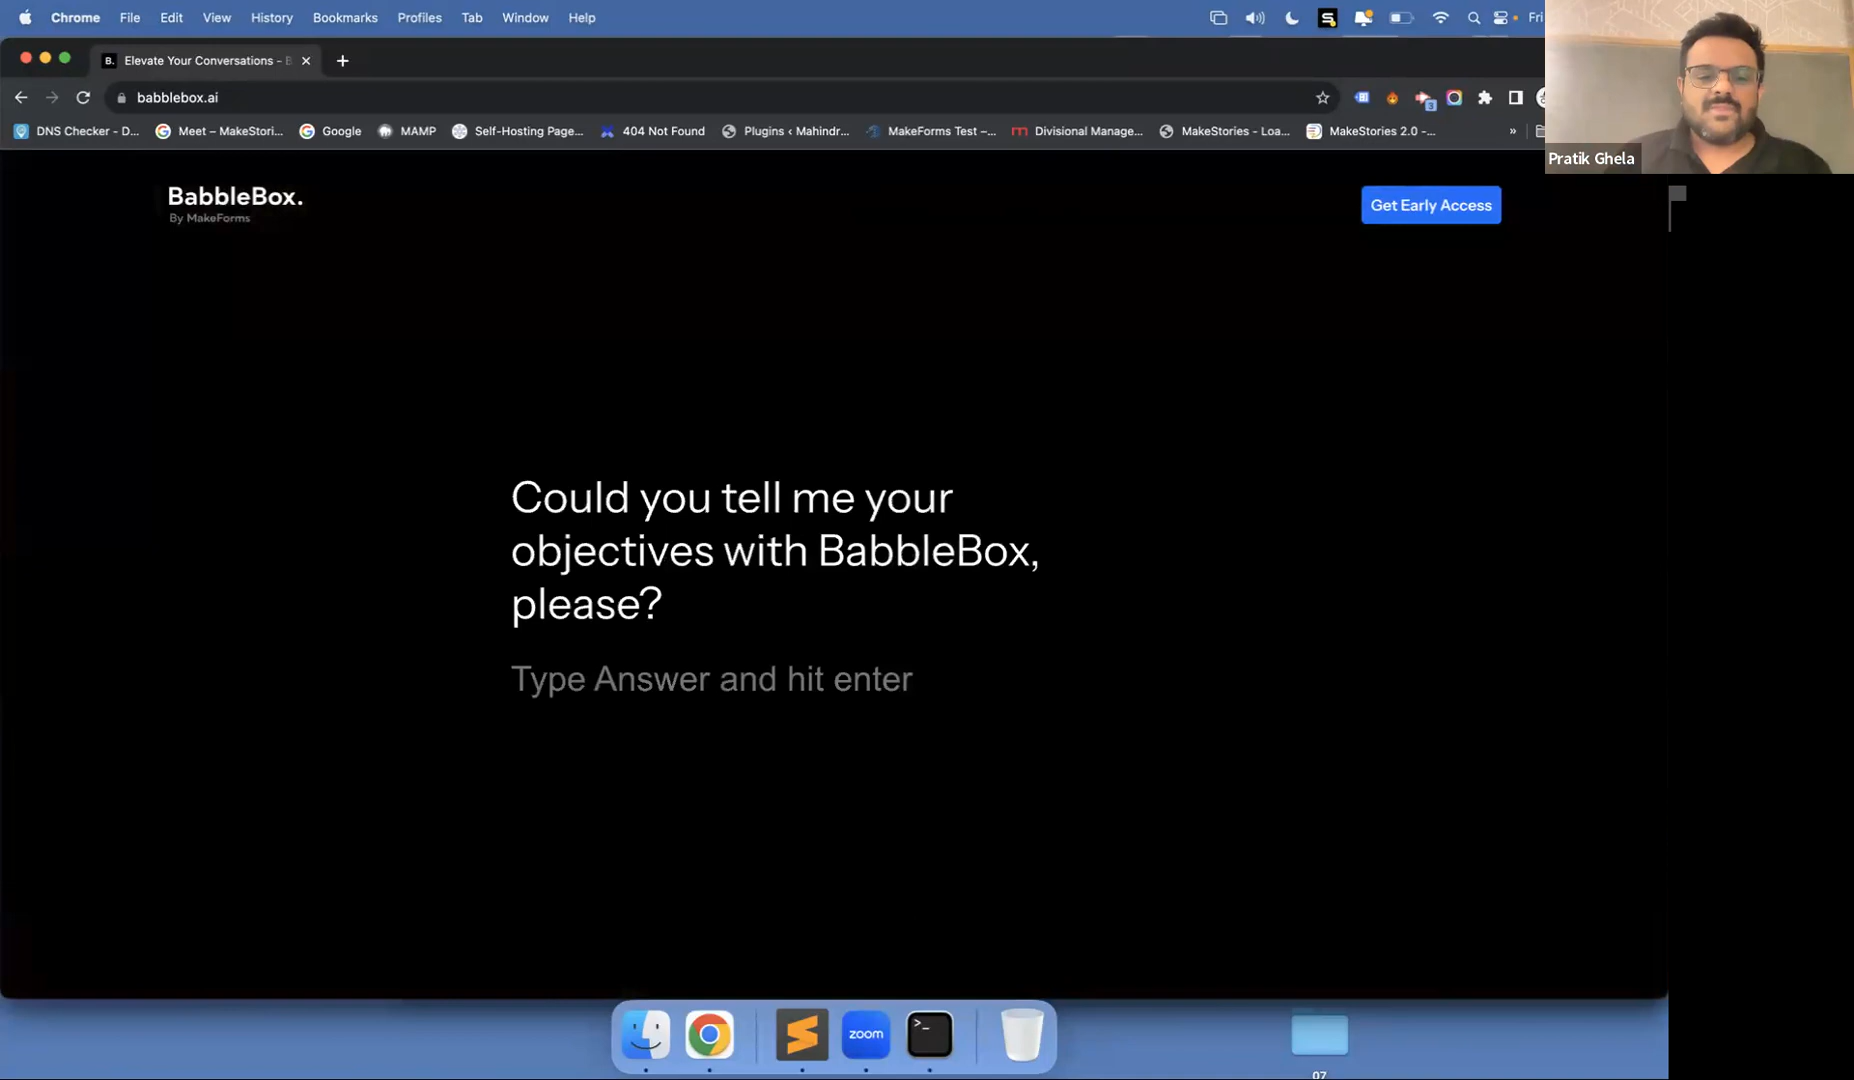 Chrome File Edit View History Bookmarks Profiles Tab Window Help Fri
B. Elevate Your Conversations - B
babblebox.ai
3
DNS Checker - D... Meet – MakeStori... Google MAMP Self-Hosting Page... 404 Not Found Plugins ‹ Mahindr... MakeForms Test –... Divisional Manage... MakeStories - Loa... MakeStories 2.0 -... »
Pratik Ghela
BabbleBox.
By MakeForms
Get Early Access
Could you tell me your
objectives with BabbleBox,
please?
Type Answer and hit enter
zoom
>_
07